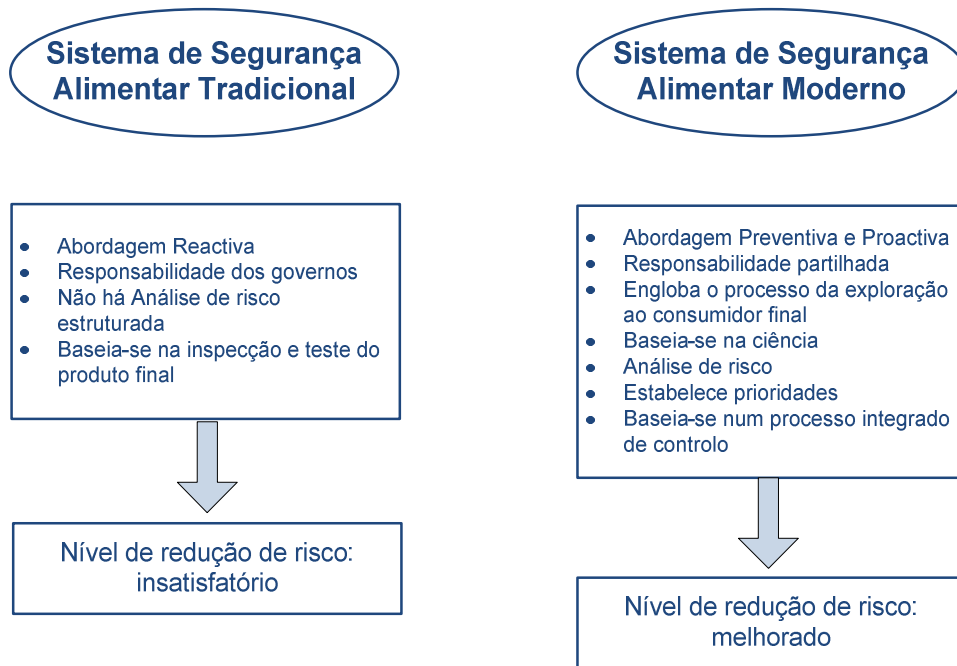 Sistema de Segurança
Alimentar Tradicional
• Abordagem Reactiva
• Responsabilidade dos governos
• Não há Análise de risco
estruturada
• Baseia-se na inspecção e teste do
produto final
Nível de redução de risco:
insatisfatório
Sistema de Segurança
Alimentar Moderno
• Abordagem Preventiva e Proactiva
• Responsabilidade partilhada
• Engloba o processo da exploração
ao consumidor final
• Baseia-se na ciência
• Análise de risco
• Estabelece prioridades
• Baseia-se num processo integrado
de controlo
Nível de redução de risco:
melhorado